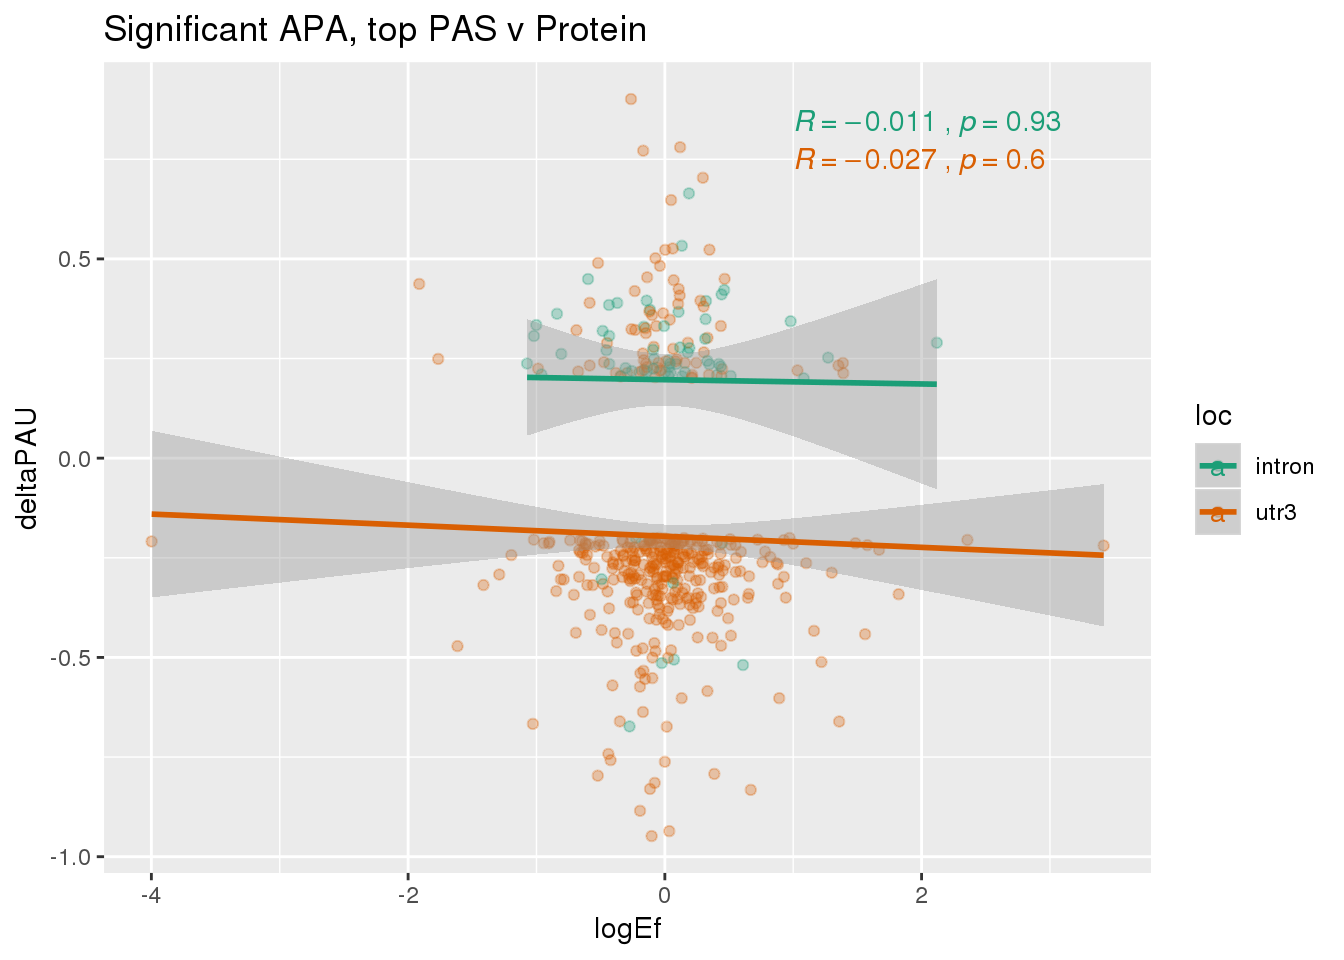 Significant APA, top PAS v Protein
R = −0.011 , p = 0.93
R = −0.027 , p = 0.6
0.5
0.0
-0.5
-1.0
deltaPAU
-4
-2
0
2
logEf
loc
a intron
a utr3